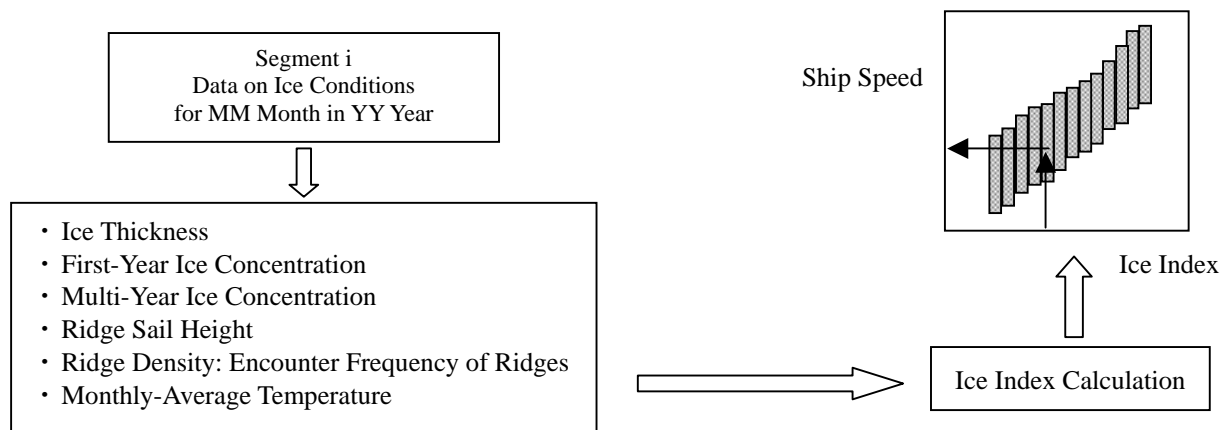 Segment i
Data on Ice Conditions
for MM Month in YY Year
・Ice Thickness
・First-Year Ice Concentration
・Multi-Year Ice Concentration
・Ridge Sail Height
・Ridge Density: Encounter Frequency of Ridges
・Monthly-Average Temperature
Ship Speed
Ice Index
Ice Index Calculation